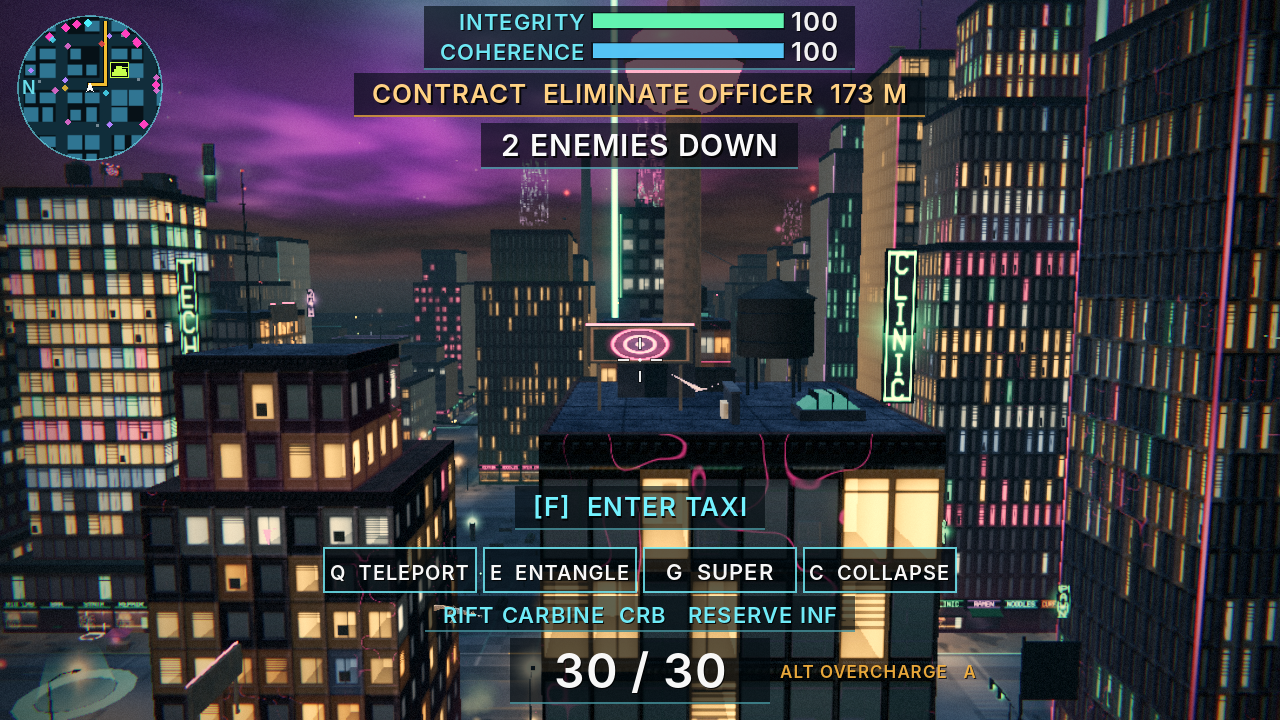 INTEGRITY 100
COHERENCE 100
CONTRACT ELIMINATE OFFICER 173 M
2 ENEMIES DOWN
N
TECH
CLINIC
[F] ENTER TAXI
Q TELEPORT
E ENTANGLE
G SUPER
C COLLAPSE
RAMEN NOODLES
RIFT CARBINE CRB RESERVE INF
30 / 30
ALT OVERCHARGE A